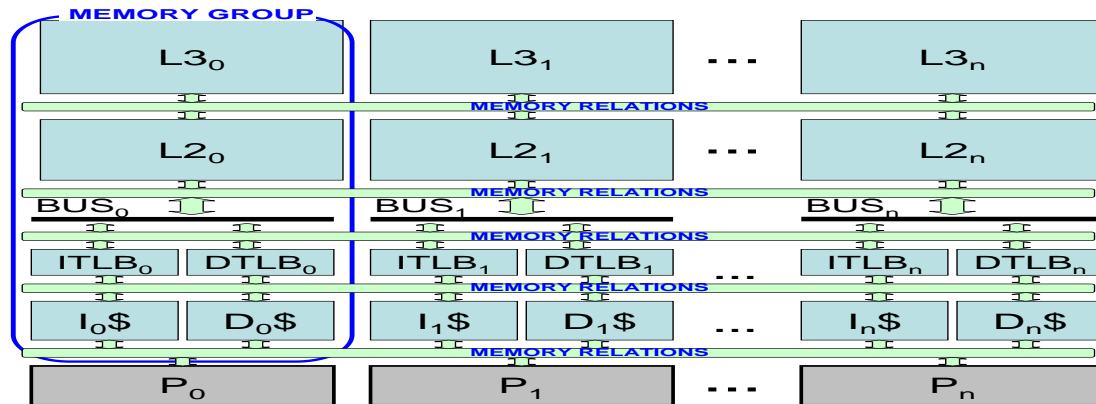 MEMORY GROUP
L3₀ L3₁ ... L3ₙ
MEMORY RELATIONS
L2₀ L2₁ ... L2ₙ
MEMORY RELATIONS
BUS₀ BUS₁ BUSₙ
MEMORY RELATIONS
ITLB₀ DTLB₀ ITLB₁ DTLB₁ ... ITLBₙ DTLBₙ
MEMORY RELATIONS
I₀$ D₀$ I₁$ D₁$ ... Iₙ$ Dₙ$
MEMORY RELATIONS
P₀ P₁ ... Pₙ